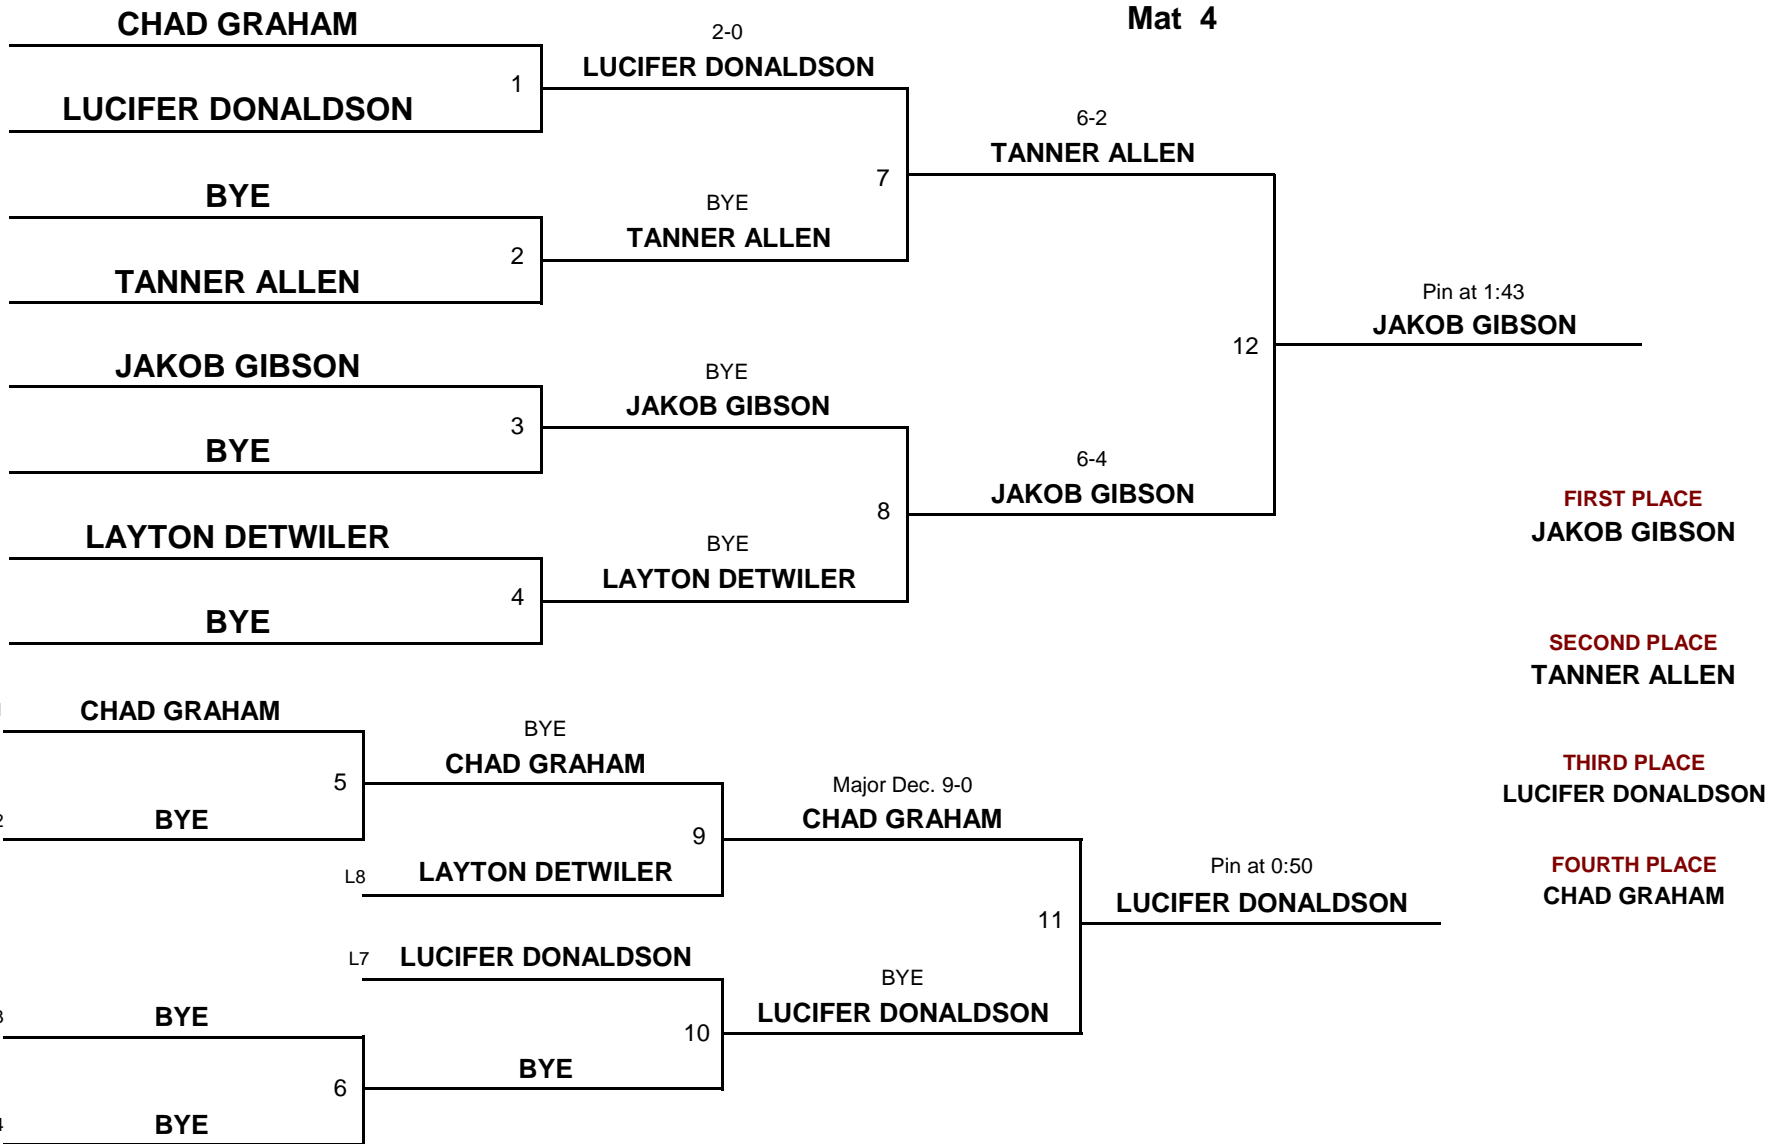 Mat 4
CHAD GRAHAM
2-0
LUCIFER DONALDSON
1
LUCIFER DONALDSON
6-2
TANNER ALLEN
7
BYE
BYE
TANNER ALLEN
2
TANNER ALLEN
Pin at 1:43
JAKOB GIBSON
12
JAKOB GIBSON
BYE
JAKOB GIBSON
3
BYE
6-4
JAKOB GIBSON
8
LAYTON DETWILER
BYE
LAYTON DETWILER
4
BYE
FIRST PLACE
JAKOB GIBSON
SECOND PLACE
TANNER ALLEN
THIRD PLACE
LUCIFER DONALDSON
FOURTH PLACE
CHAD GRAHAM
CHAD GRAHAM
BYE
CHAD GRAHAM
5
2
BYE
Major Dec. 9-0
CHAD GRAHAM
9
L8
LAYTON DETWILER
Pin at 0:50
LUCIFER DONALDSON
11
L7
LUCIFER DONALDSON
BYE
LUCIFER DONALDSON
3
BYE
10
BYE
6
4
BYE